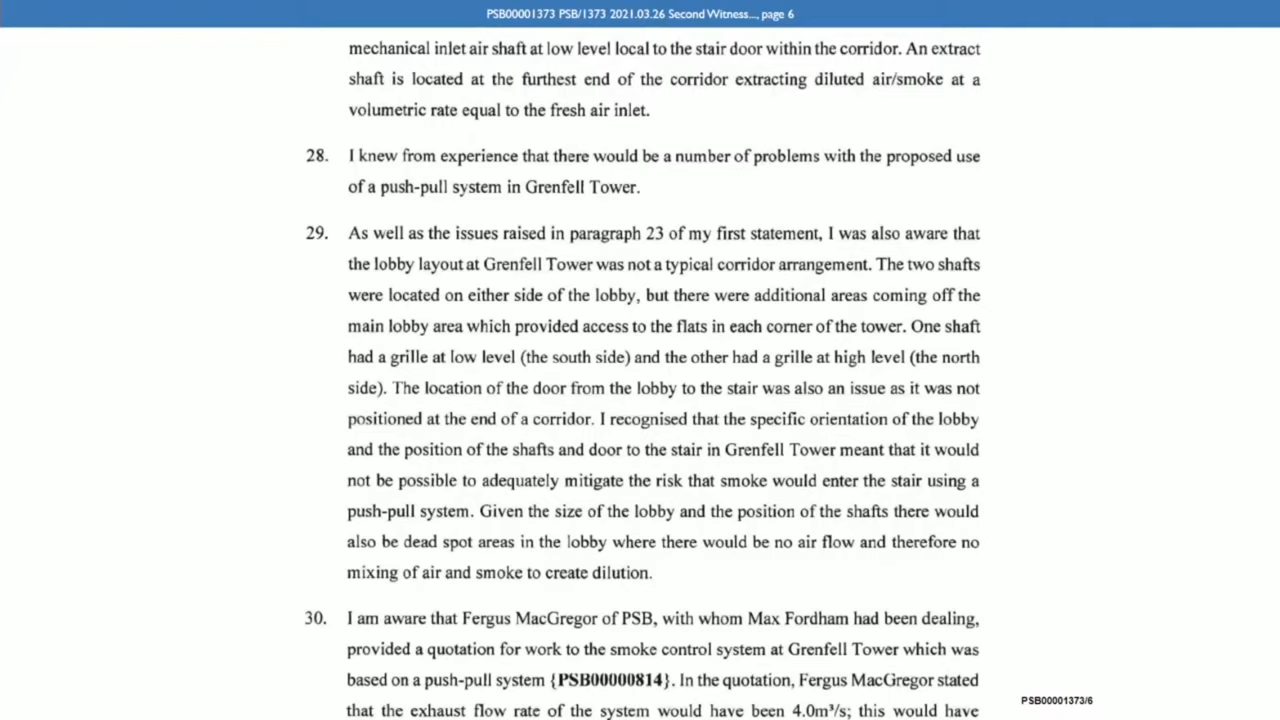 PSB00001373 PSB/1373 2021.03.26 Second Witness..., page 6
mechanical inlet air shaft at low level local to the stair door within the corridor. An extract
shaft is located at the furthest end of the corridor extracting diluted air/smoke at a
volumetric rate equal to the fresh air inlet.
28. I knew from experience that there would be a number of problems with the proposed use
of a push-pull system in Grenfell Tower.
29. As well as the issues raised in paragraph 23 of my first statement, I was also aware that
the lobby layout at Grenfell Tower was not a typical corridor arrangement. The two shafts
were located on either side of the lobby, but there were additional areas coming off the
main lobby area which provided access to the flats in each corner of the tower. One shaft
had a grille at low level (the south side) and the other had a grille at high level (the north
side). The location of the door from the lobby to the stair was also an issue as it was not
positioned at the end of a corridor. I recognised that the specific orientation of the lobby
and the position of the shafts and door to the stair in Grenfell Tower meant that it would
not be possible to adequately mitigate the risk that smoke would enter the stair using a
push-pull system. Given the size of the lobby and the position of the shafts there would
also be dead spot areas in the lobby where there would be no air flow and therefore no
mixing of air and smoke to create dilution.
30. I am aware that Fergus MacGregor of PSB, with whom Max Fordham had been dealing,
provided a quotation for work to the smoke control system at Grenfell Tower which was
based on a push-pull system {PSB00000814}. In the quotation, Fergus MacGregor stated
that the exhaust flow rate of the system would have been 4.0m³/s; this would have
PSB00001373/6